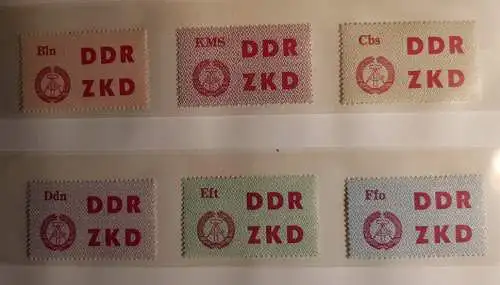 Bln DDR
ZKD
KMS DDR
ZKD
Cbs DDR
ZKD
Ddn DDR
ZKD
Eft DDR
ZKD
Ffo DDR
ZKD